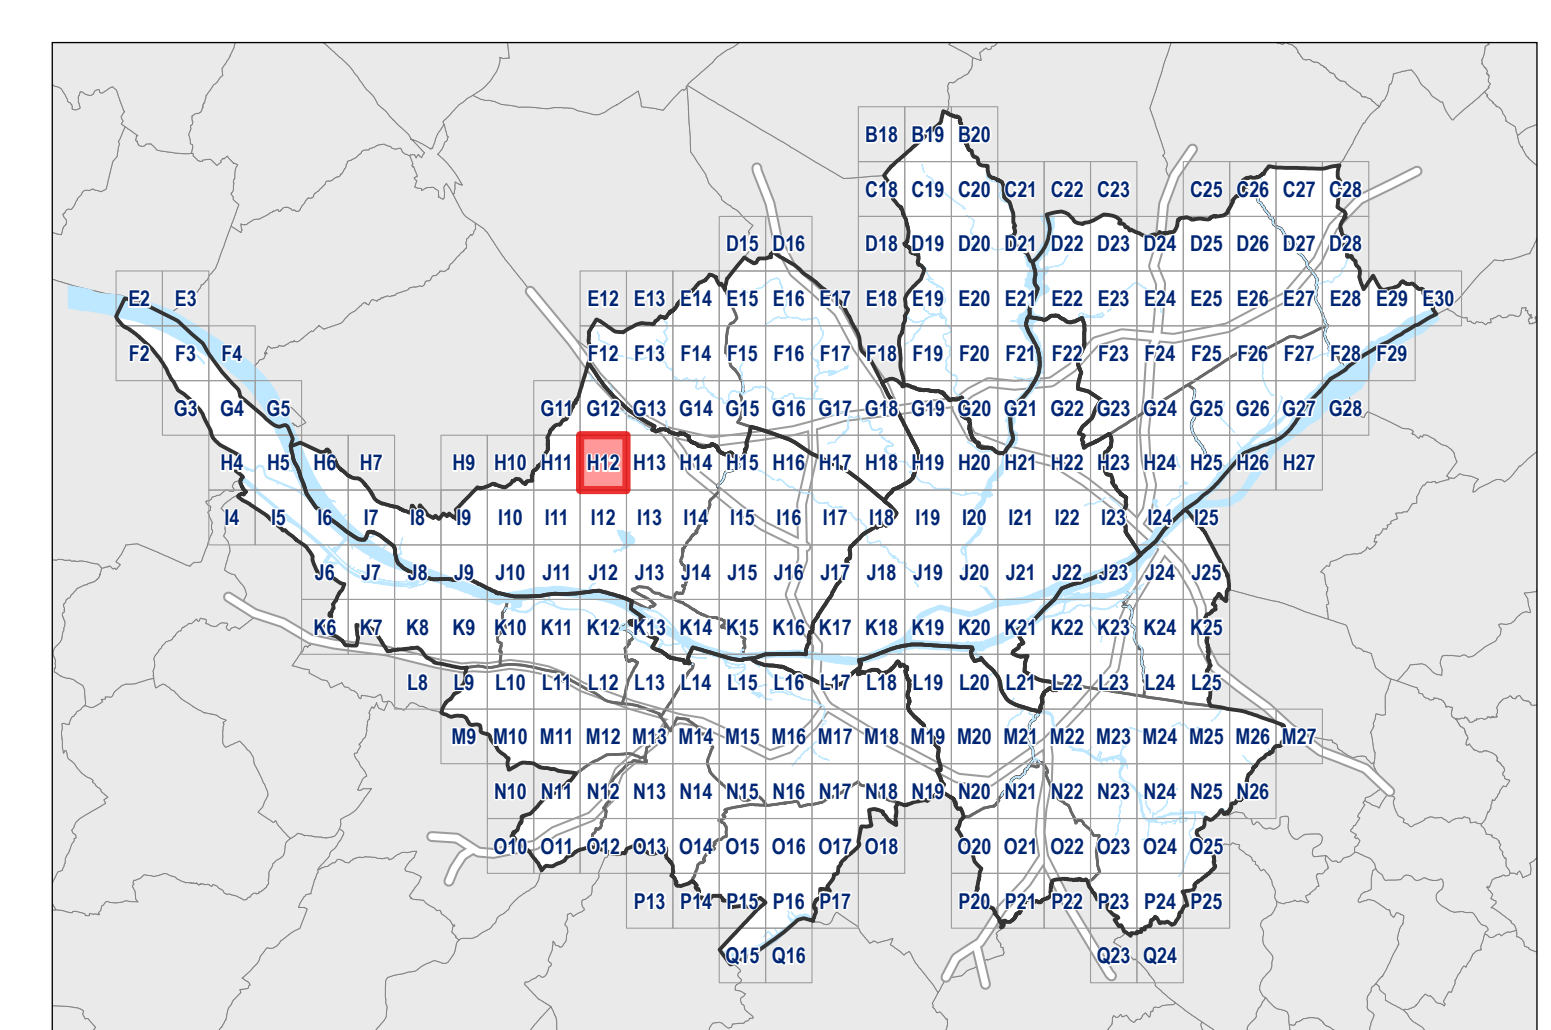 B18 B19 B20
C18 C19 C20 C21 C22 C23 C25 C26 C27 C28
D15 D16 D18 D19 D20 D21 D22 D23 D24 D25 D26 D27 D28
E2 E3 E12 E13 E14 E15 E16 E17 E18 E19 E20 E21 E22 E23 E24 E25 E26 E27 E28 E29 E30
F2 F3 F4 F12 F13 F14 F15 F16 F17 F18 F19 F20 F21 F22 F23 F24 F25 F26 F27 F28 F29
G3 G4 G5 G11 G12 G13 G14 G15 G16 G17 G18 G19 G20 G21 G22 G23 G24 G25 G26 G27 G28
H4 H5 H6 H7 H9 H10 H11 H12 H13 H14 H15 H16 H17 H18 H19 H20 H21 H22 H23 H24 H25 H26 H27
I4 I5 I6 I7 I8 I9 I10 I11 I12 I13 I14 I15 I16 I17 I18 I19 I20 I21 I22 I23 I24 I25
J6 J7 J8 J9 J10 J11 J12 J13 J14 J15 J16 J17 J18 J19 J20 J21 J22 J23 J24 J25
K6 K7 K8 K9 K10 K11 K12 K13 K14 K15 K16 K17 K18 K19 K20 K21 K22 K23 K24 K25
L8 L9 L10 L11 L12 L13 L14 L15 L16 L17 L18 L19 L20 L21 L22 L23 L24 L25
M9 M10 M11 M12 M13 M14 M15 M16 M17 M18 M19 M20 M21 M22 M23 M24 M25 M26 M27
N10 N11 N12 N13 N14 N15 N16 N17 N18 N19 N20 N21 N22 N23 N24 N25 N26
O10 O11 O12 O13 O14 O15 O16 O17 O18 O20 O21 O22 O23 O24 O25
P13 P14 P15 P16 P17 P20 P21 P22 P23 P24 P25
Q15 Q16 Q23 Q24